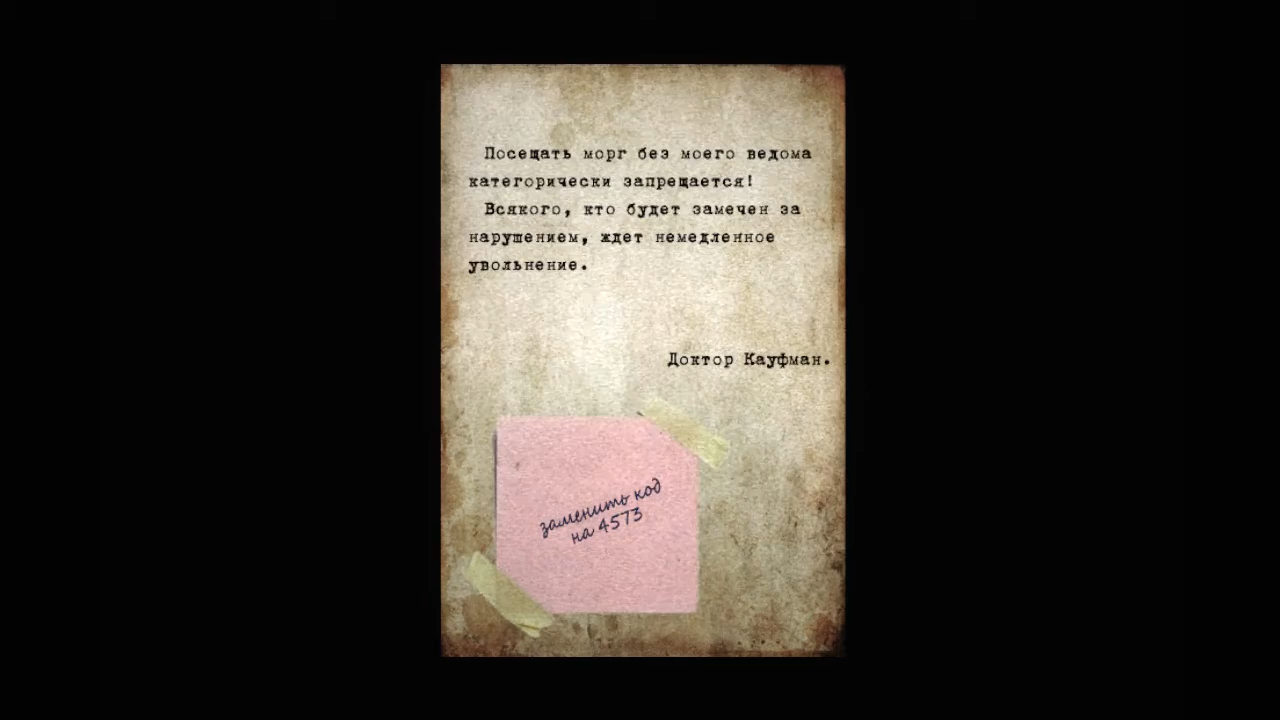 Посещать морг без моего ведома
категорически запрещается!
Всякого, кто будет замечен за
нарушением, ждет немедленное
увольнение.
Доктор Кауфман.
заменить код
на 4573